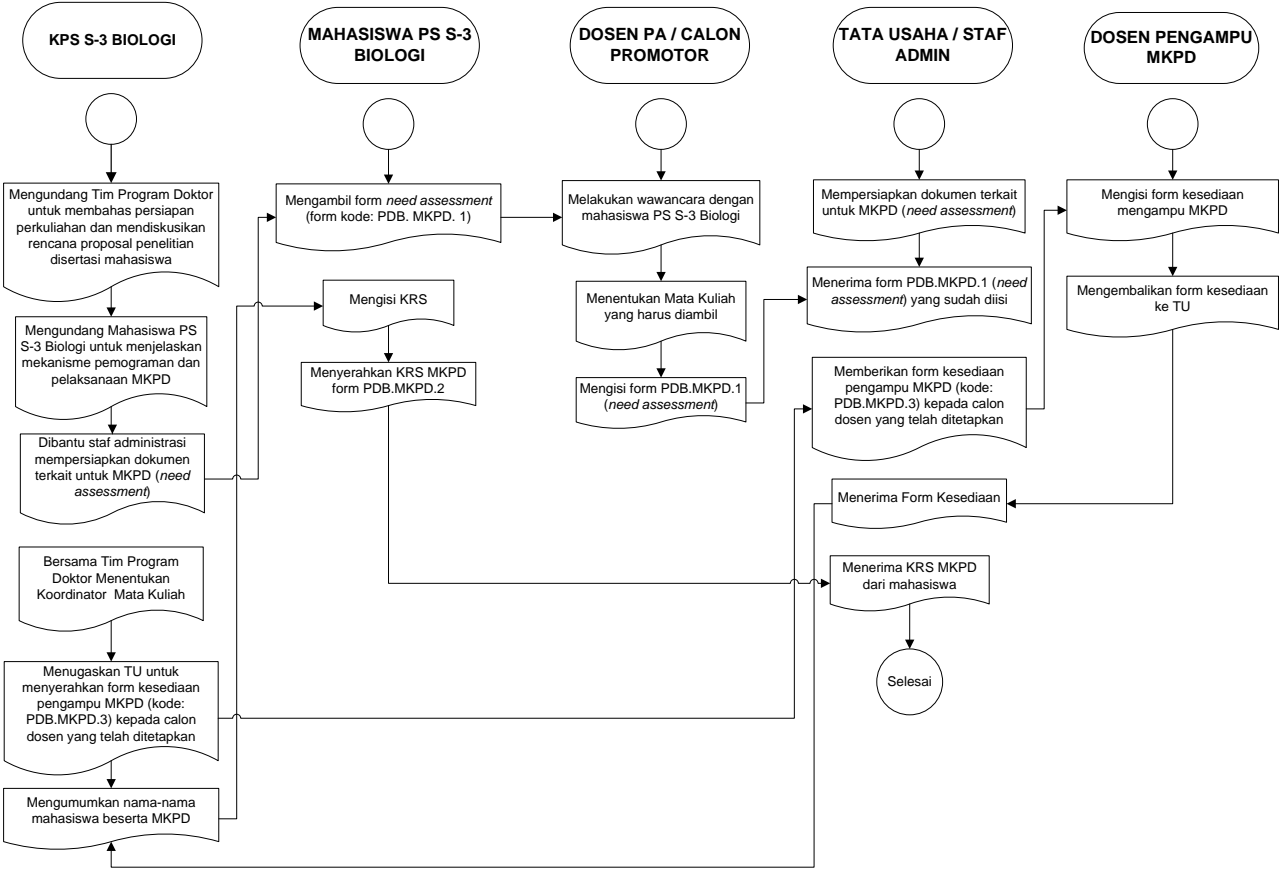 KPS S-3 BIOLOGI
Mengundang Tim Program Doktor
untuk membahas persiapan
perkuliahan dan mendiskusikan
rencana proposal penelitian
disertasi mahasiswa
Mengundang Mahasiswa PS
S-3 Biologi untuk menjelaskan
mekanisme pemograman dan
pelaksanaan MKPD
Dibantu staf administrasi
mempersiapkan dokumen
terkait untuk MKPD (need
assessment)
Bersama Tim Program
Doktor Menentukan
Koordinator Mata Kuliah
Menugaskan TU untuk
menyerahkan form kesediaan
pengampu MKPD (kode:
PDB.MKPD.3) kepada calon
dosen yang telah ditetapkan
Mengumumkan nama-nama
mahasiswa beserta MKPD
MAHASISWA PS S-3
BIOLOGI
Mengambil form need assessment
(form kode: PDB. MKPD. 1)
Mengisi KRS
Menyerahkan KRS MKPD
form PDB.MKPD.2
DOSEN PA / CALON
PROMOTOR
Melakukan wawancara dengan
mahasiswa PS S-3 Biologi
Menentukan Mata Kuliah
yang harus diambil
Mengisi form PDB.MKPD.1
(need assessment)
TATA USAHA / STAF
ADMIN
Mempersiapkan dokumen terkait
untuk MKPD (need assessment)
Menerima form PDB.MKPD.1 (need
assessment) yang sudah diisi
Memberikan form kesediaan
pengampu MKPD (kode:
PDB.MKPD.3) kepada calon
dosen yang telah ditetapkan
Menerima Form Kesediaan
Menerima KRS MKPD
dari mahasiswa
Selesai
DOSEN PENGAMPU
MKPD
Mengisi form kesediaan
mengampu MKPD
Mengembalikan form kesediaan
ke TU